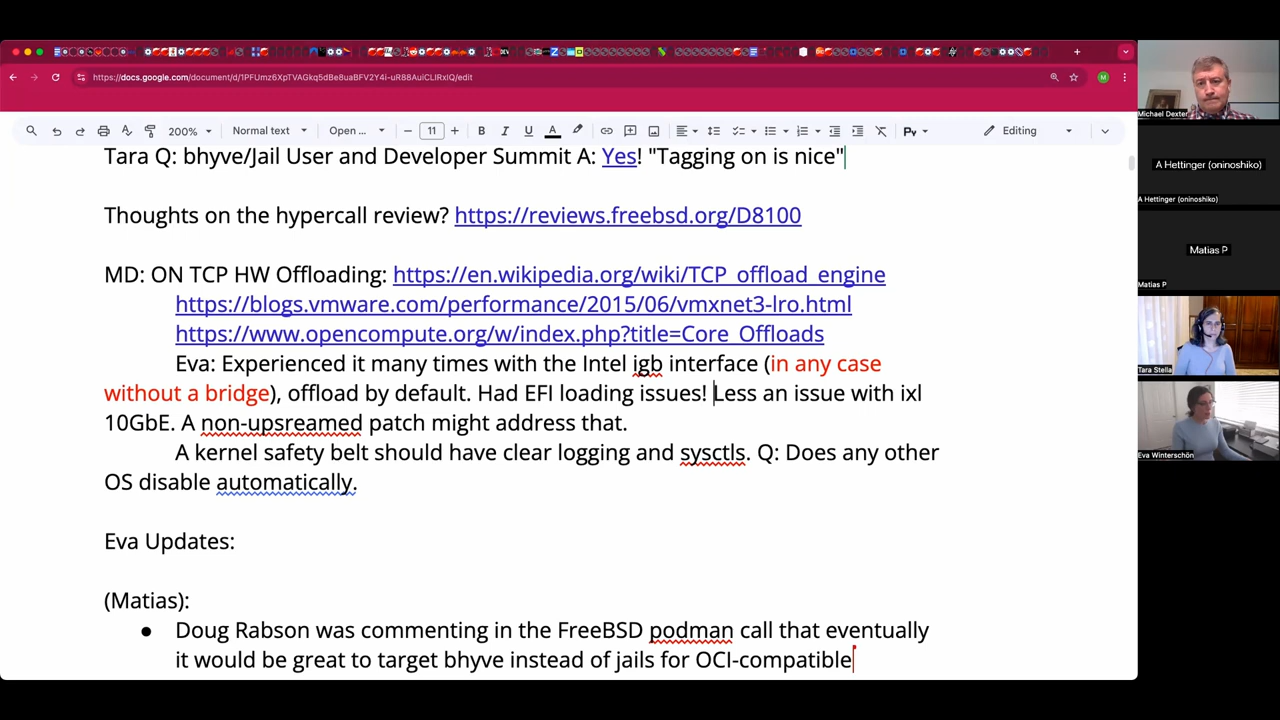 https://docs.google.com/document/d/1PFUmz6XpTVAGkq5dBe8uaBFV2Y4i-uR88AuiCLIRxIQ/edit
M
200%
Normal text
Open ...
11
Editing
Tara Q: bhyve/Jail User and Developer Summit A: Yes! "Tagging on is nice"
Thoughts on the hypercall review? https://reviews.freebsd.org/D8100
MD: ON TCP HW Offloading: https://en.wikipedia.org/wiki/TCP_offload_engine
https://blogs.vmware.com/performance/2015/06/vmxnet3-lro.html
https://www.opencompute.org/w/index.php?title=Core_Offloads
Eva: Experienced it many times with the Intel igb interface (in any case
without a bridge), offload by default. Had EFI loading issues! Less an issue with ixl
10GbE. A non-upsreamed patch might address that.
A kernel safety belt should have clear logging and sysctls. Q: Does any other
OS disable automatically.
Eva Updates:
(Matias):
● Doug Rabson was commenting in the FreeBSD podman call that eventually
it would be great to target bhyve instead of jails for OCI-compatible
Michael Dexter
A Hettinger (oninoshiko)
A Hettinger (oninoshiko)
Matias P
Matias P
Tara Stella
Eva Winterschön